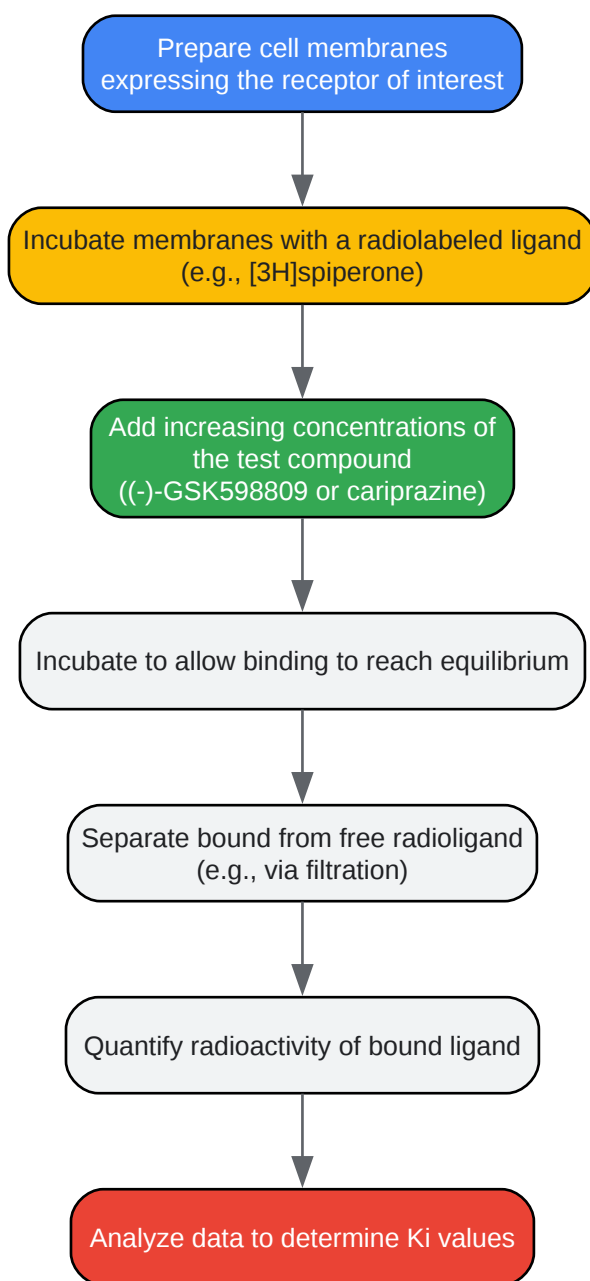 Prepare cell membranes
expressing the receptor of interest
Incubate membranes with a radiolabeled ligand
(e.g., [3H]spiperone)
Add increasing concentrations of
the test compound
((-)-GSK598809 or cariprazine)
Incubate to allow binding to reach equilibrium
Separate bound from free radioligand
(e.g., via filtration)
Quantify radioactivity of bound ligand
Analyze data to determine Ki values